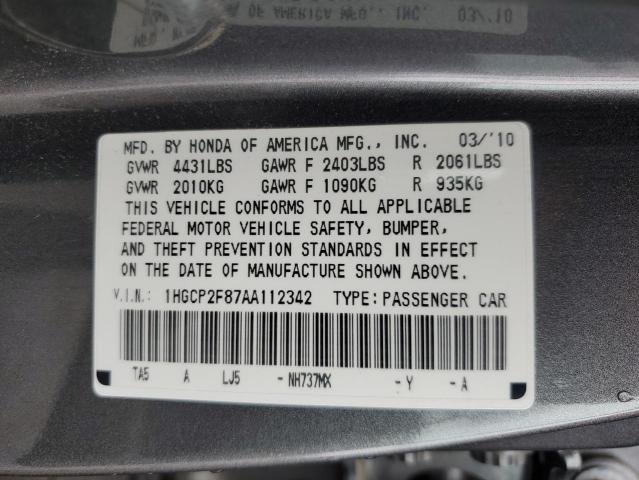 MFD. BY HONDA OF AMERICA MFG., INC. 03/'10
GVWR 4431LBS GAWR F 2403LBS R 2061LBS
GVWR 2010KG GAWR F 1090KG R 935KG
THIS VEHICLE CONFORMS TO ALL APPLICABLE
FEDERAL MOTOR VEHICLE SAFETY, BUMPER,
AND THEFT PREVENTION STANDARDS IN EFFECT
ON THE DATE OF MANUFACTURE SHOWN ABOVE.
V.I.N.: 1HGCP2F87AA112342 TYPE: PASSENGER CAR
TA5 A LJ5 -NH737MX -Y -A